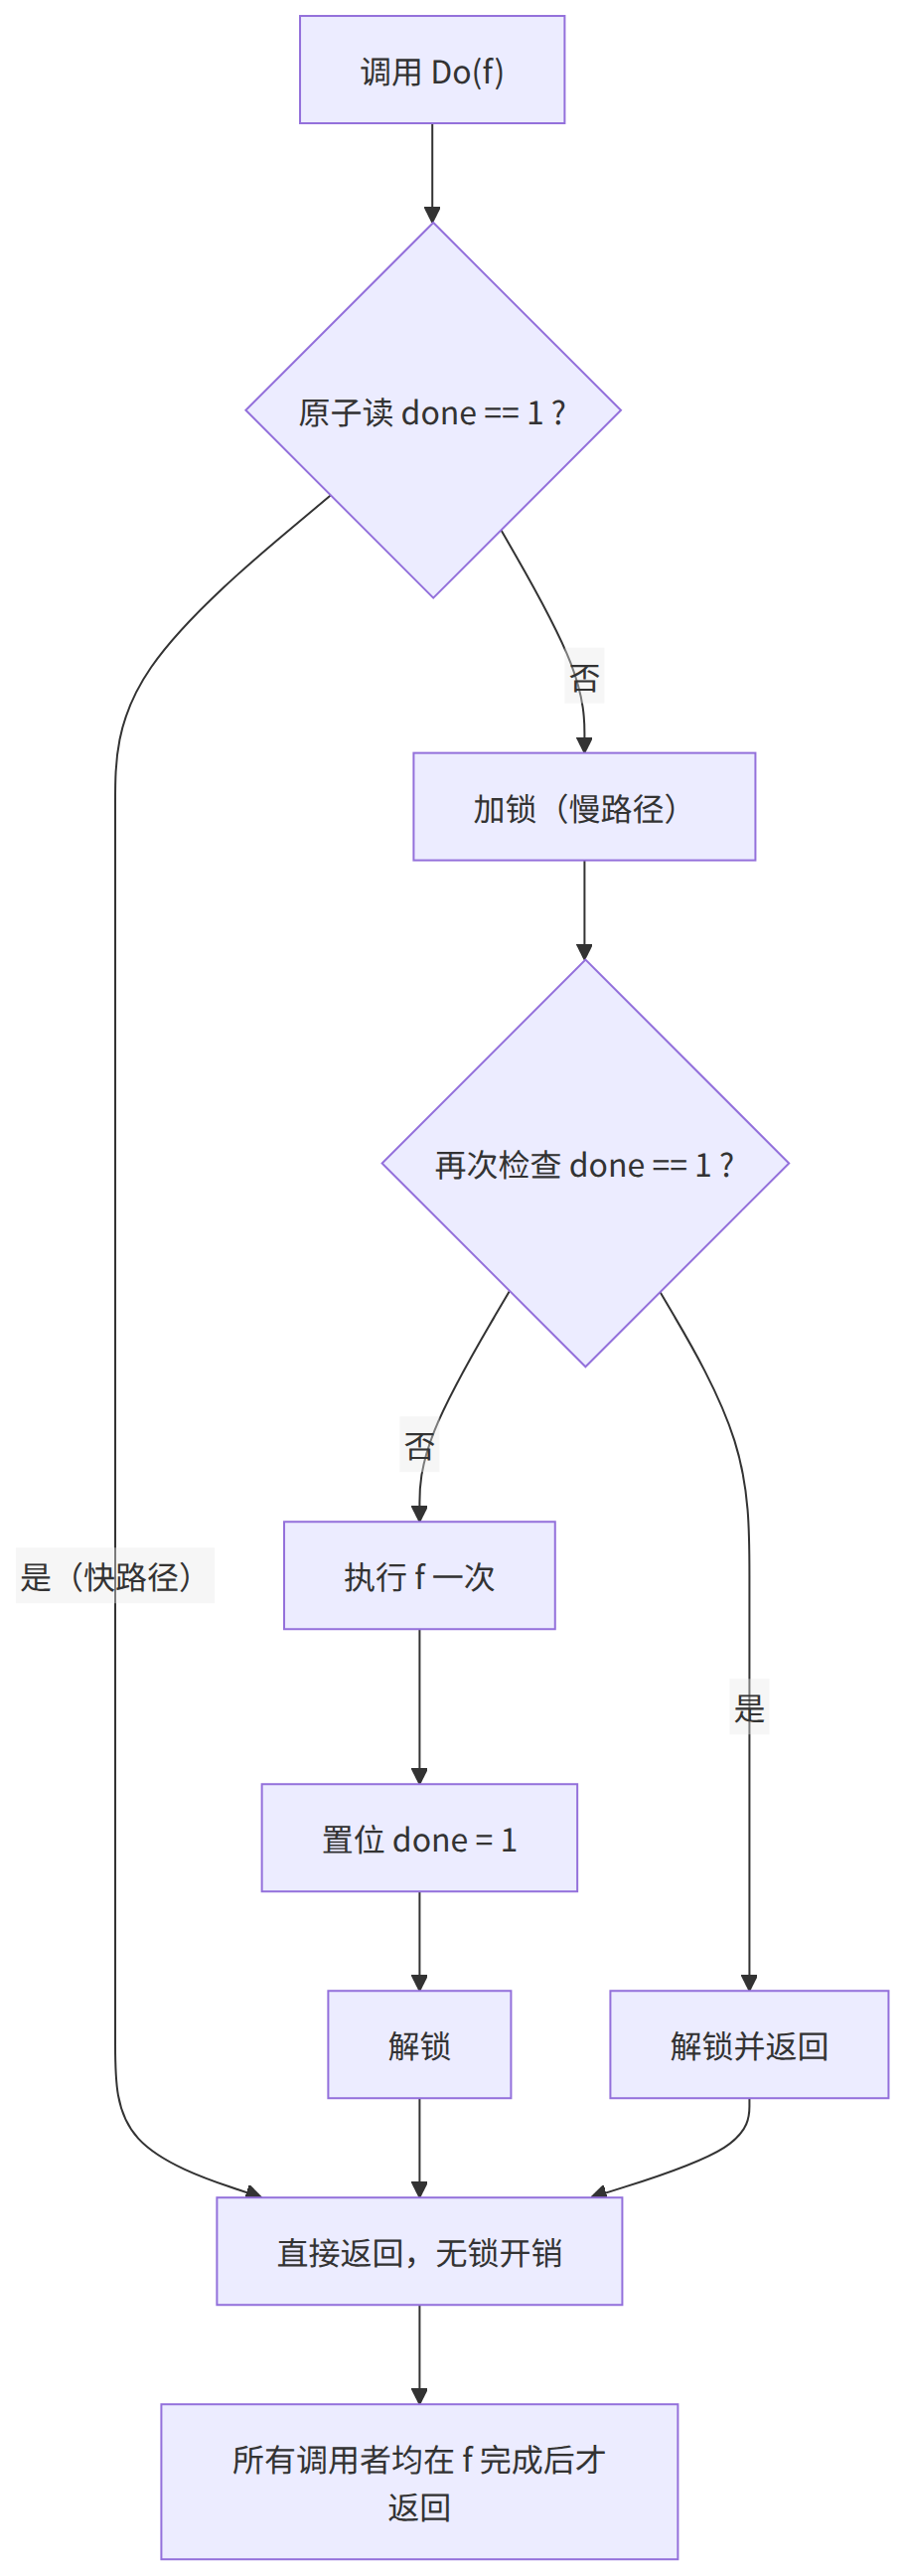 调用 Do(f)
原子读 done == 1 ?
否
加锁（慢路径）
再次检查 done == 1 ?
否
执行 f 一次
是（快路径）
是
置位 done = 1
解锁
解锁并返回
直接返回，无锁开销
所有调用者均在 f 完成后才
返回